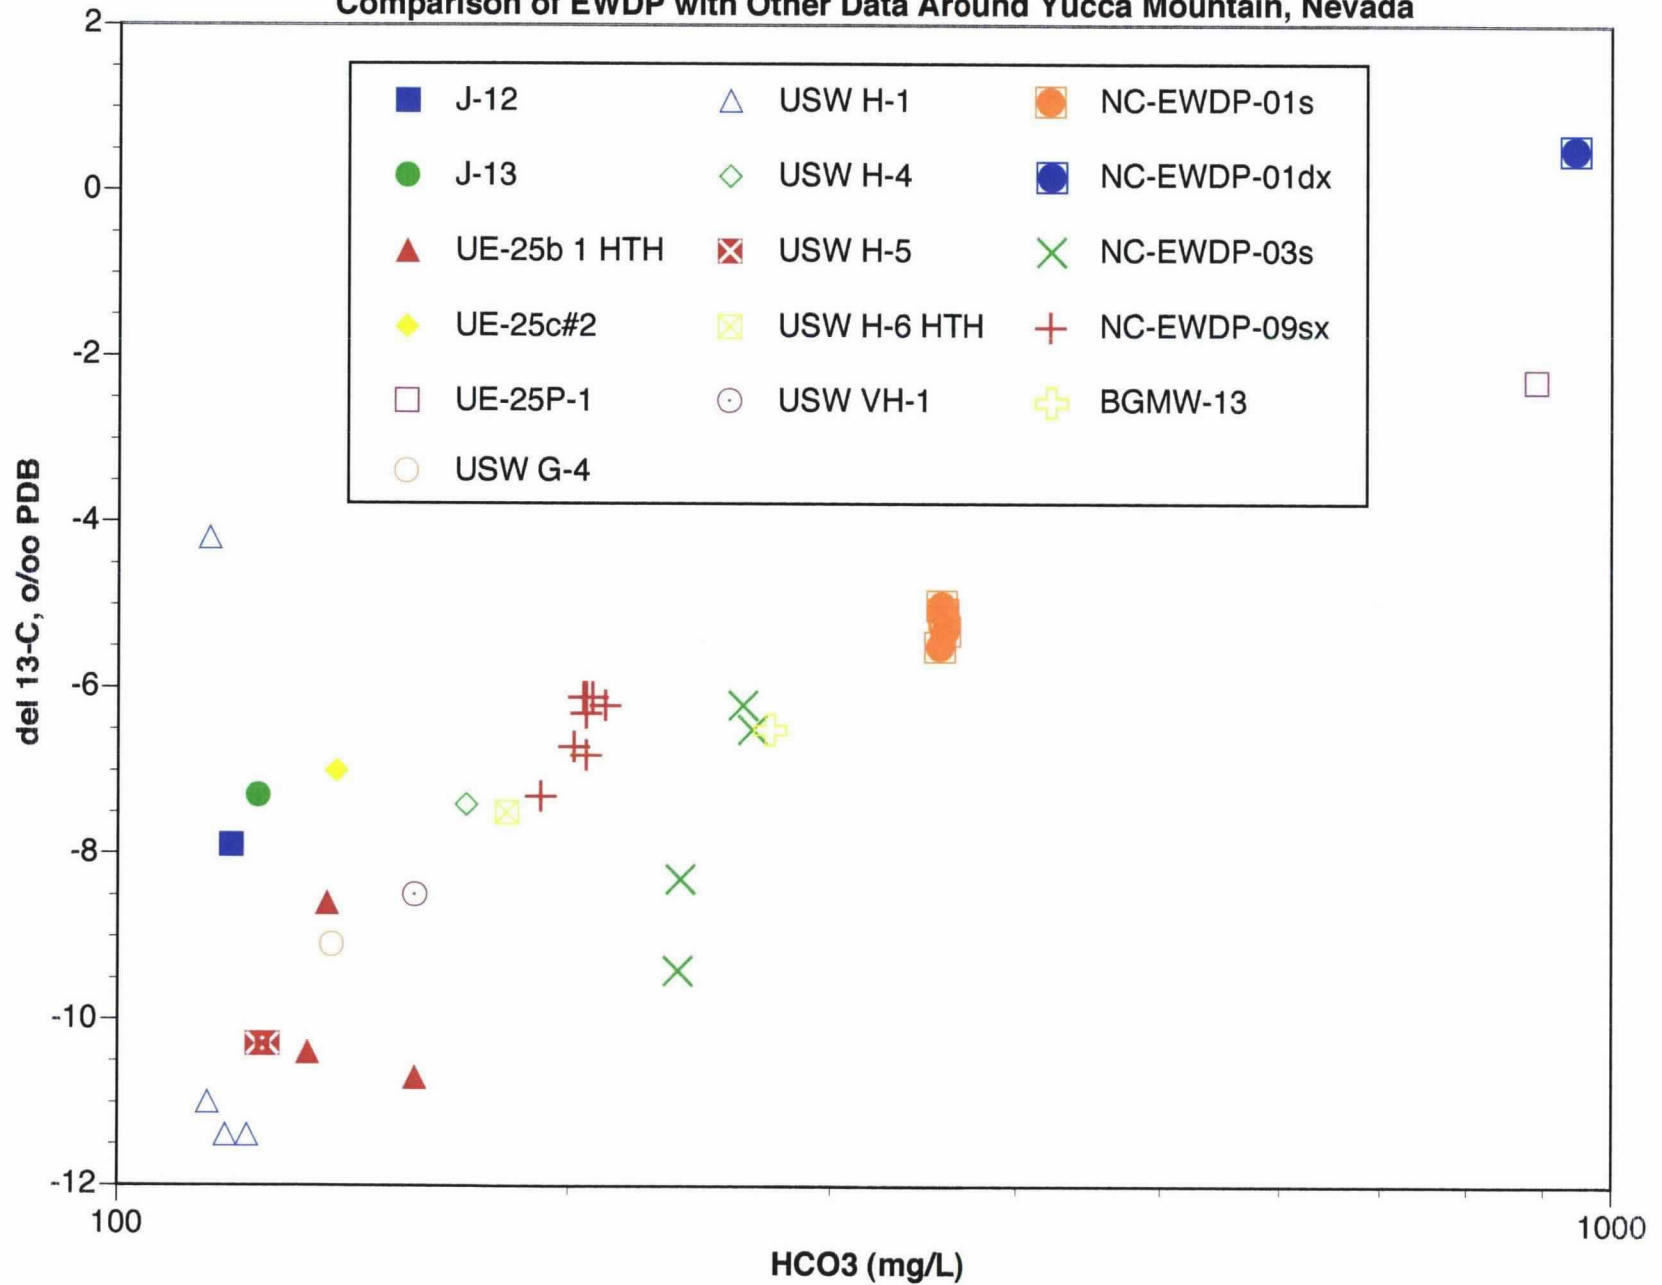 Comparison of EWDP with Other Data Around Yucca Mountain, Nevada
2
0
-2
-4
-6
-8
-10
-12
del 13-C, o/oo PDB
J-12
J-13
UE-25b 1 HTH
UE-25c#2
UE-25P-1
USW G-4
USW H-1
USW H-4
USW H-5
USW H-6 HTH
USW VH-1
NC-EWDP-01s
NC-EWDP-01dx
NC-EWDP-03s
NC-EWDP-09sx
BGMW-13
100
1000
HCO3 (mg/L)